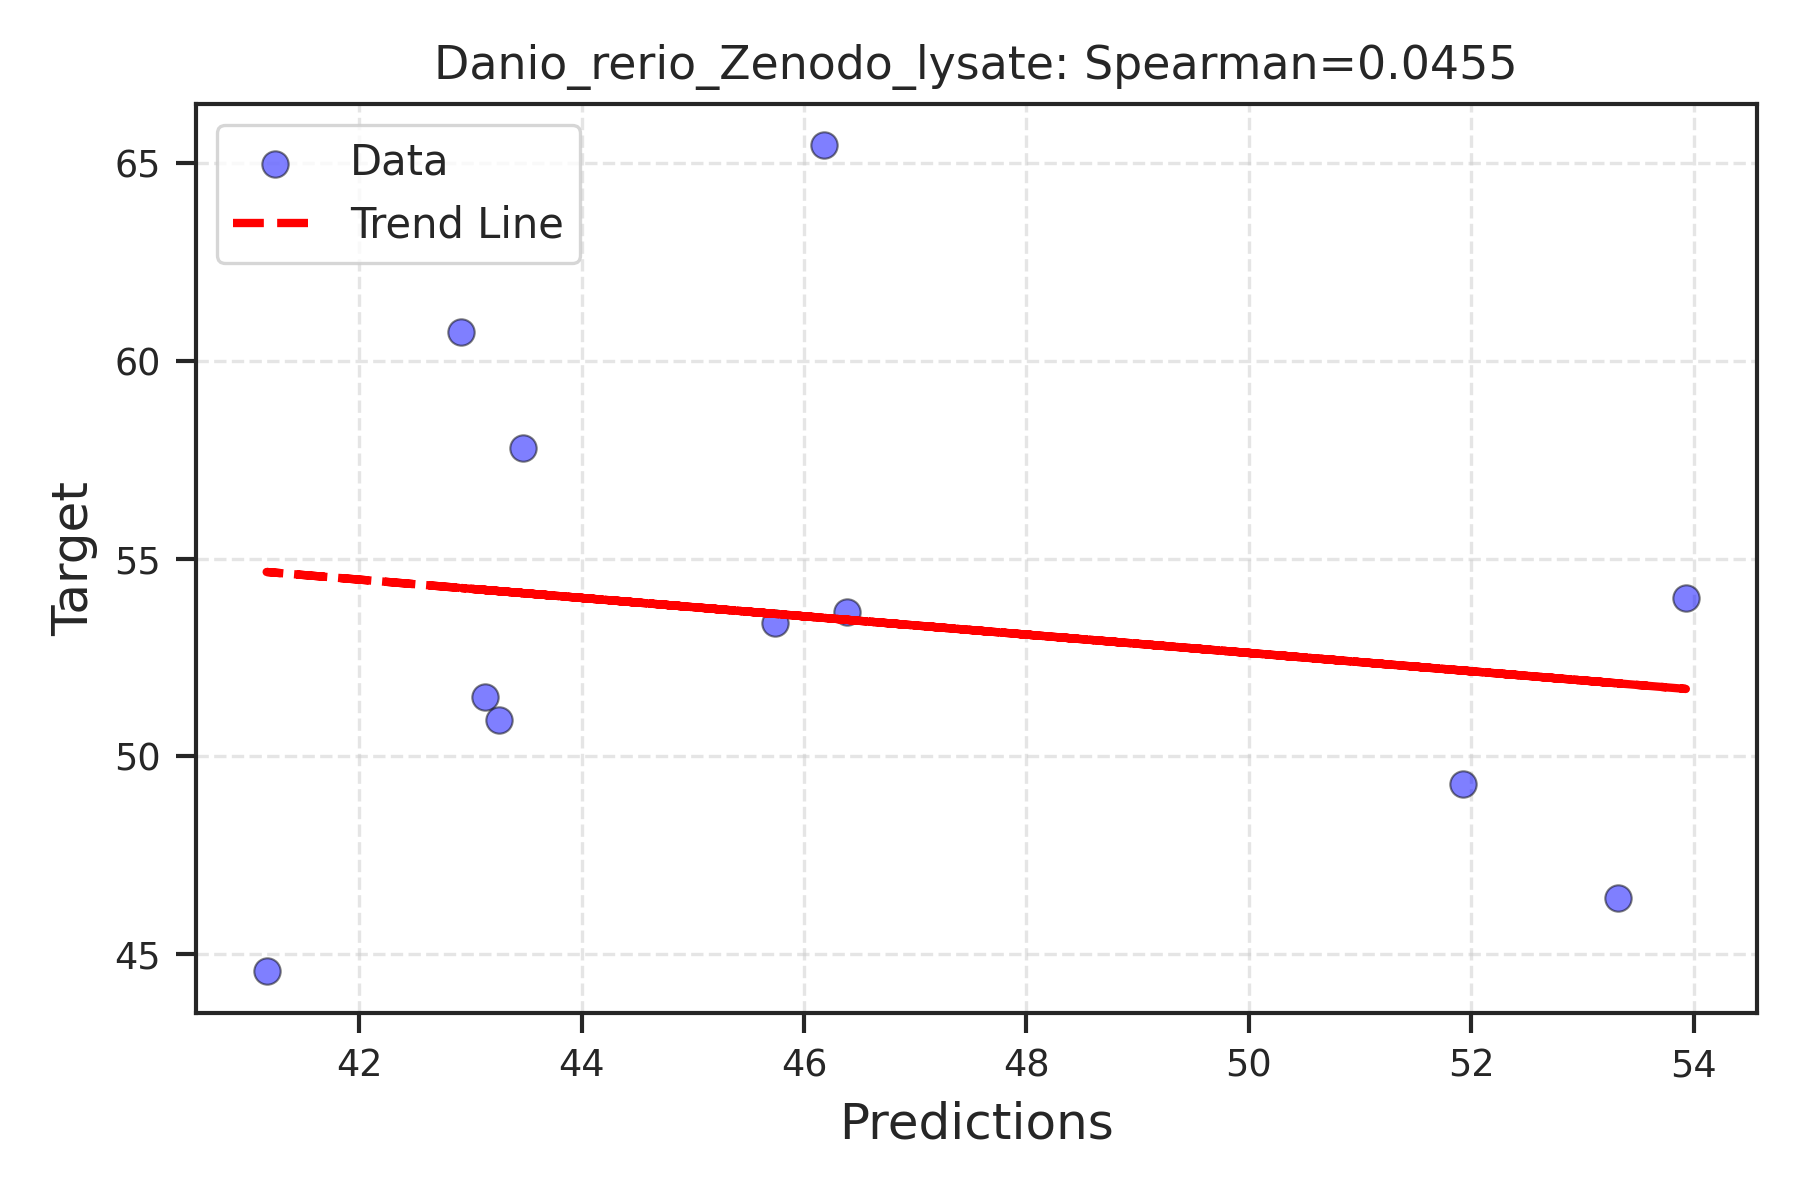 Danio_rerio_Zenodo_lysate: Spearman=0.0455
Data
Trend Line
65
60
55
50
45
Target
42 44 46 48 50 52 54
Predictions